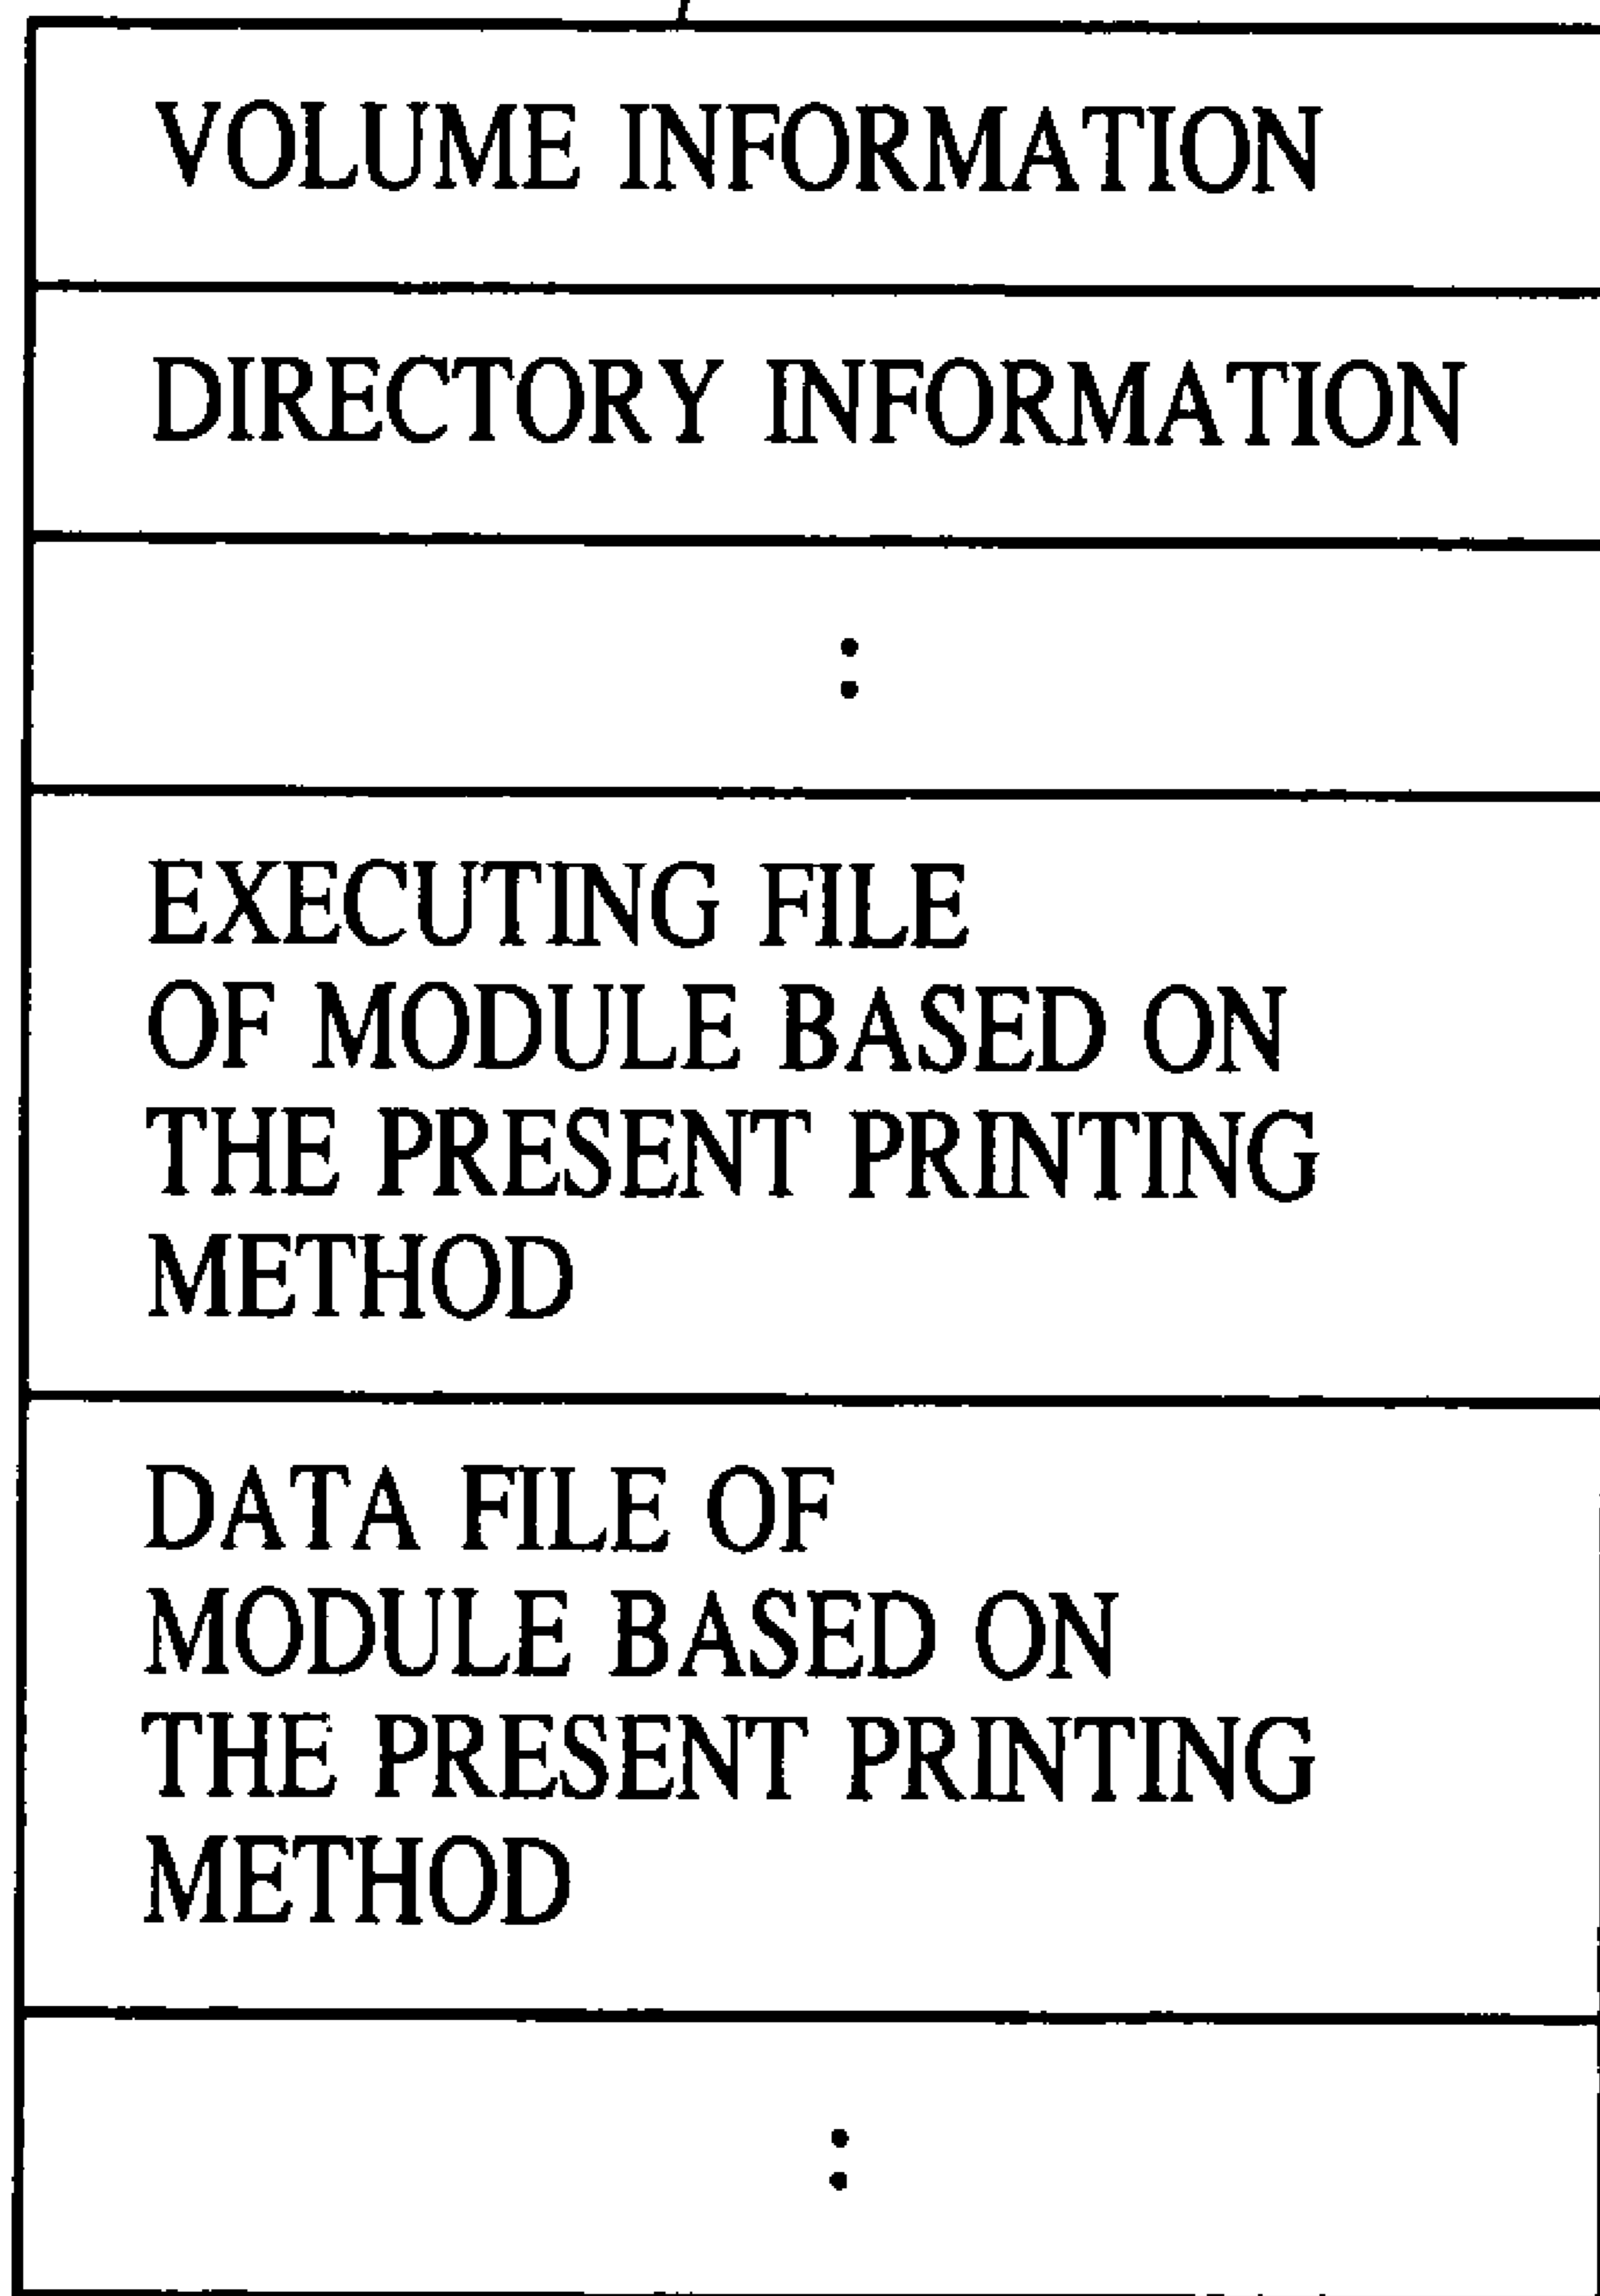 VOLUME INFORMATION
DIRECTORY INFORMATION
:
EXECUTING FILE
OF MODULE BASED ON
THE PRESENT PRINTING
METHOD
DATA FILE OF
MODULE BASED ON
THE PRESENT PRINTING
METHOD
: